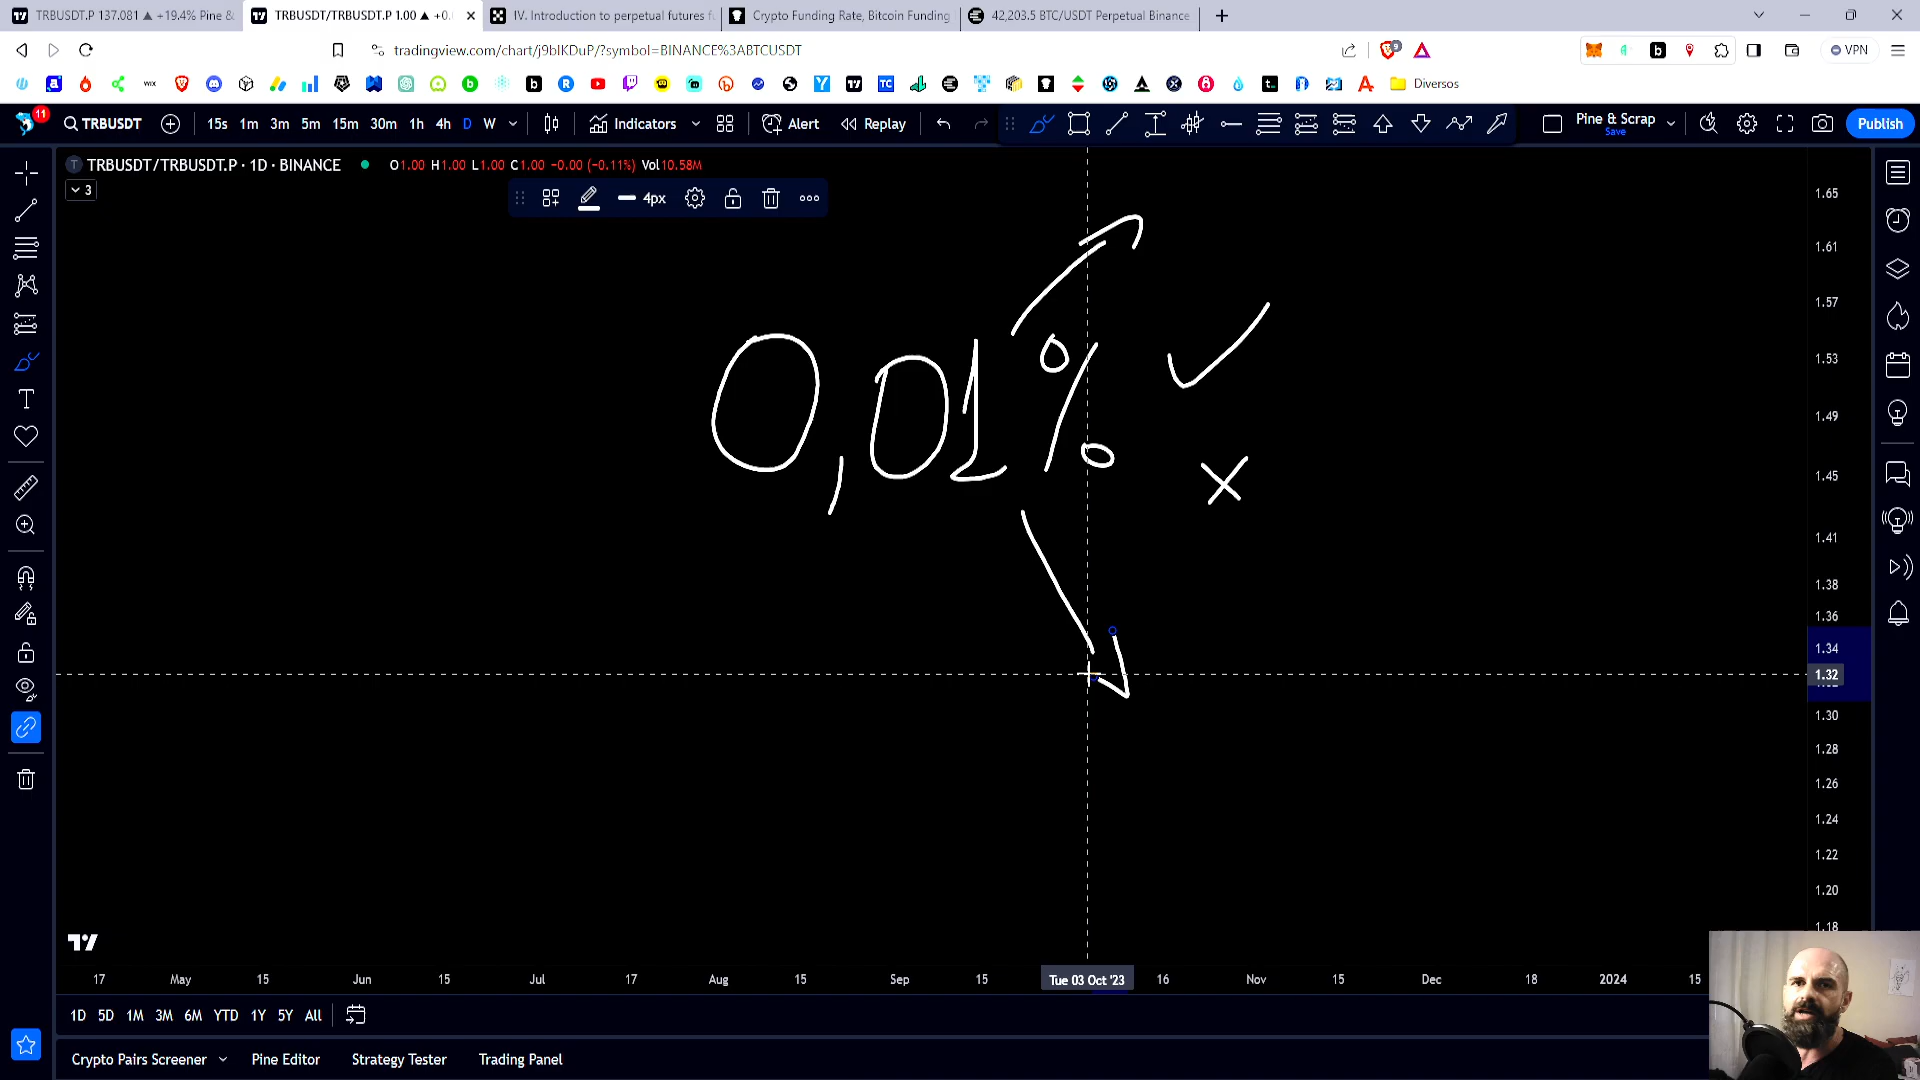 TRBUSDT.P 137.081 ▲ +19.4% Pine &
TRBUSDT/TRBUSDT.P 1.00 ▲ +0.
IV. Introduction to perpetual futures f
Crypto Funding Rate, Bitcoin Funding
42,203.5 BTC/USDT Perpetual Binance
tradingview.com/chart/j9blKDuP/?symbol=BINANCE%3ABTCUSDT
9
VPN
Diversos
11
TRBUSDT
15s 1m 3m 5m 15m 30m 1h 4h D W
Indicators
Alert
Replay
Pine & Scrap
Save
Publish
TRBUSDT/TRBUSDT.P · 1D · BINANCE
O1.00 H1.00 L1.00 C1.00 −0.00 (−0.11%) Vol10.58M
3
4px
0,01%
1.65
1.61
1.57
1.53
1.49
1.45
1.41
1.38
1.36
1.34
1.32
1.30
1.28
1.26
1.24
1.22
1.20
1.18
17 May 15 Jun 15 Jul 17 Aug 15 Sep 15 Tue 03 Oct '23 16 Nov 15 Dec 18 2024 15
1D 5D 1M 3M 6M YTD 1Y 5Y All
Crypto Pairs Screener
Pine Editor
Strategy Tester
Trading Panel